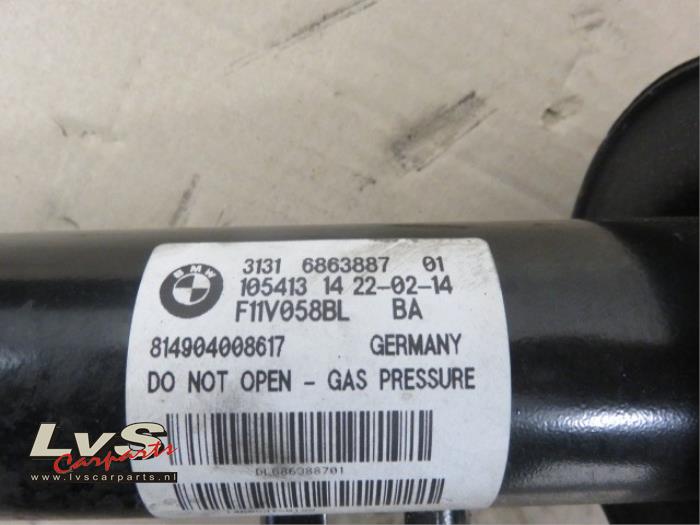 BMW
3131 6863887 01
105413 14 22-02-14
F11V058BL BA
814904008617 GERMANY
DO NOT OPEN - GAS PRESSURE
DL686388701
LvS
Carparts
www.lvscarparts.nl